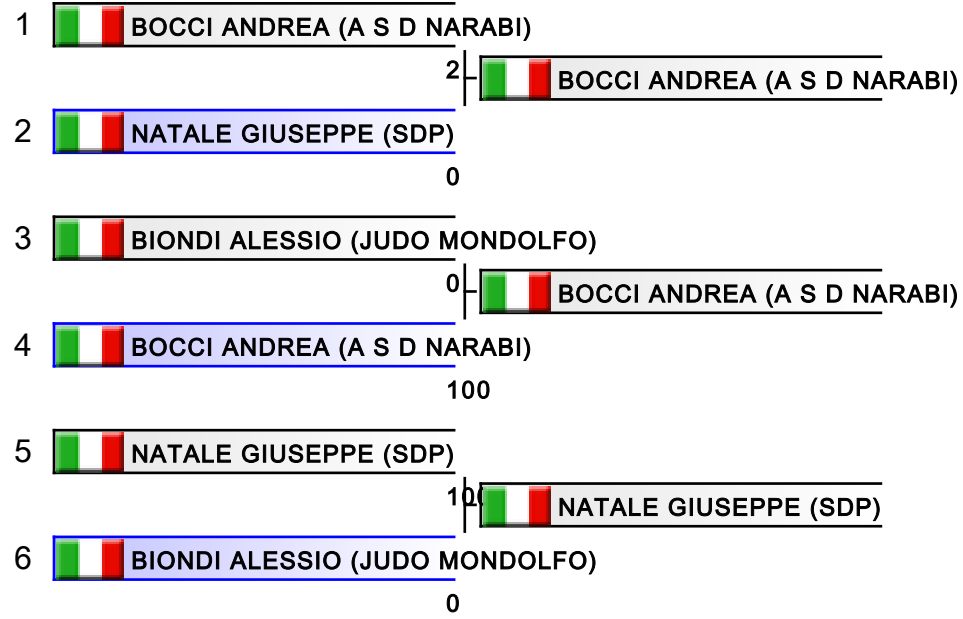 1 BOCCI ANDREA (A S D NARABI)
2 BOCCI ANDREA (A S D NARABI)
2 NATALE GIUSEPPE (SDP)
0
3 BIONDI ALESSIO (JUDO MONDOLFO)
0 BOCCI ANDREA (A S D NARABI)
4 BOCCI ANDREA (A S D NARABI)
100
5 NATALE GIUSEPPE (SDP)
100 NATALE GIUSEPPE (SDP)
6 BIONDI ALESSIO (JUDO MONDOLFO)
0